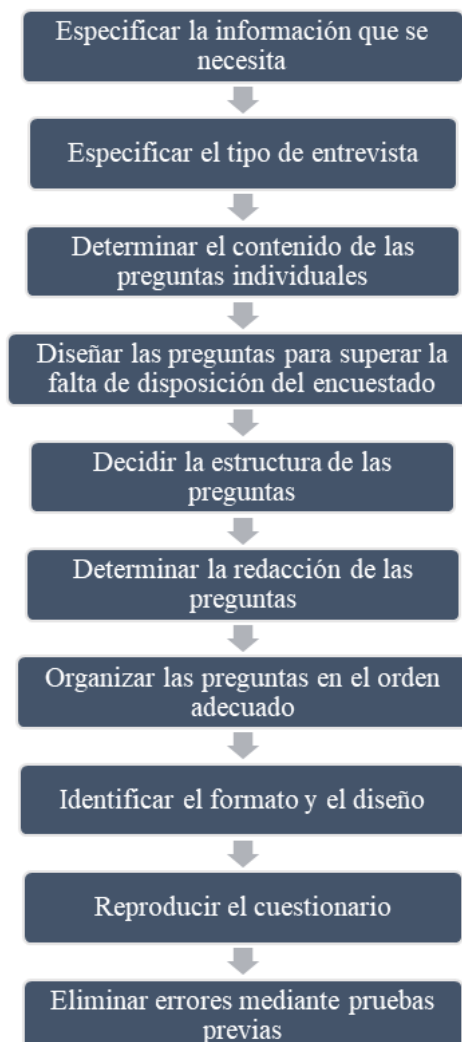 Especificar la información que se
necesita
Especificar el tipo de entrevista
Determinar el contenido de las
preguntas individuales
Diseñar las preguntas para superar la
falta de disposición del encuestado
Decidir la estructura de las
preguntas
Determinar la redacción de las
preguntas
Organizar las preguntas en el orden
adecuado
Identificar el formato y el diseño
Reproducir el cuestionario
Eliminar errores mediante pruebas
previas